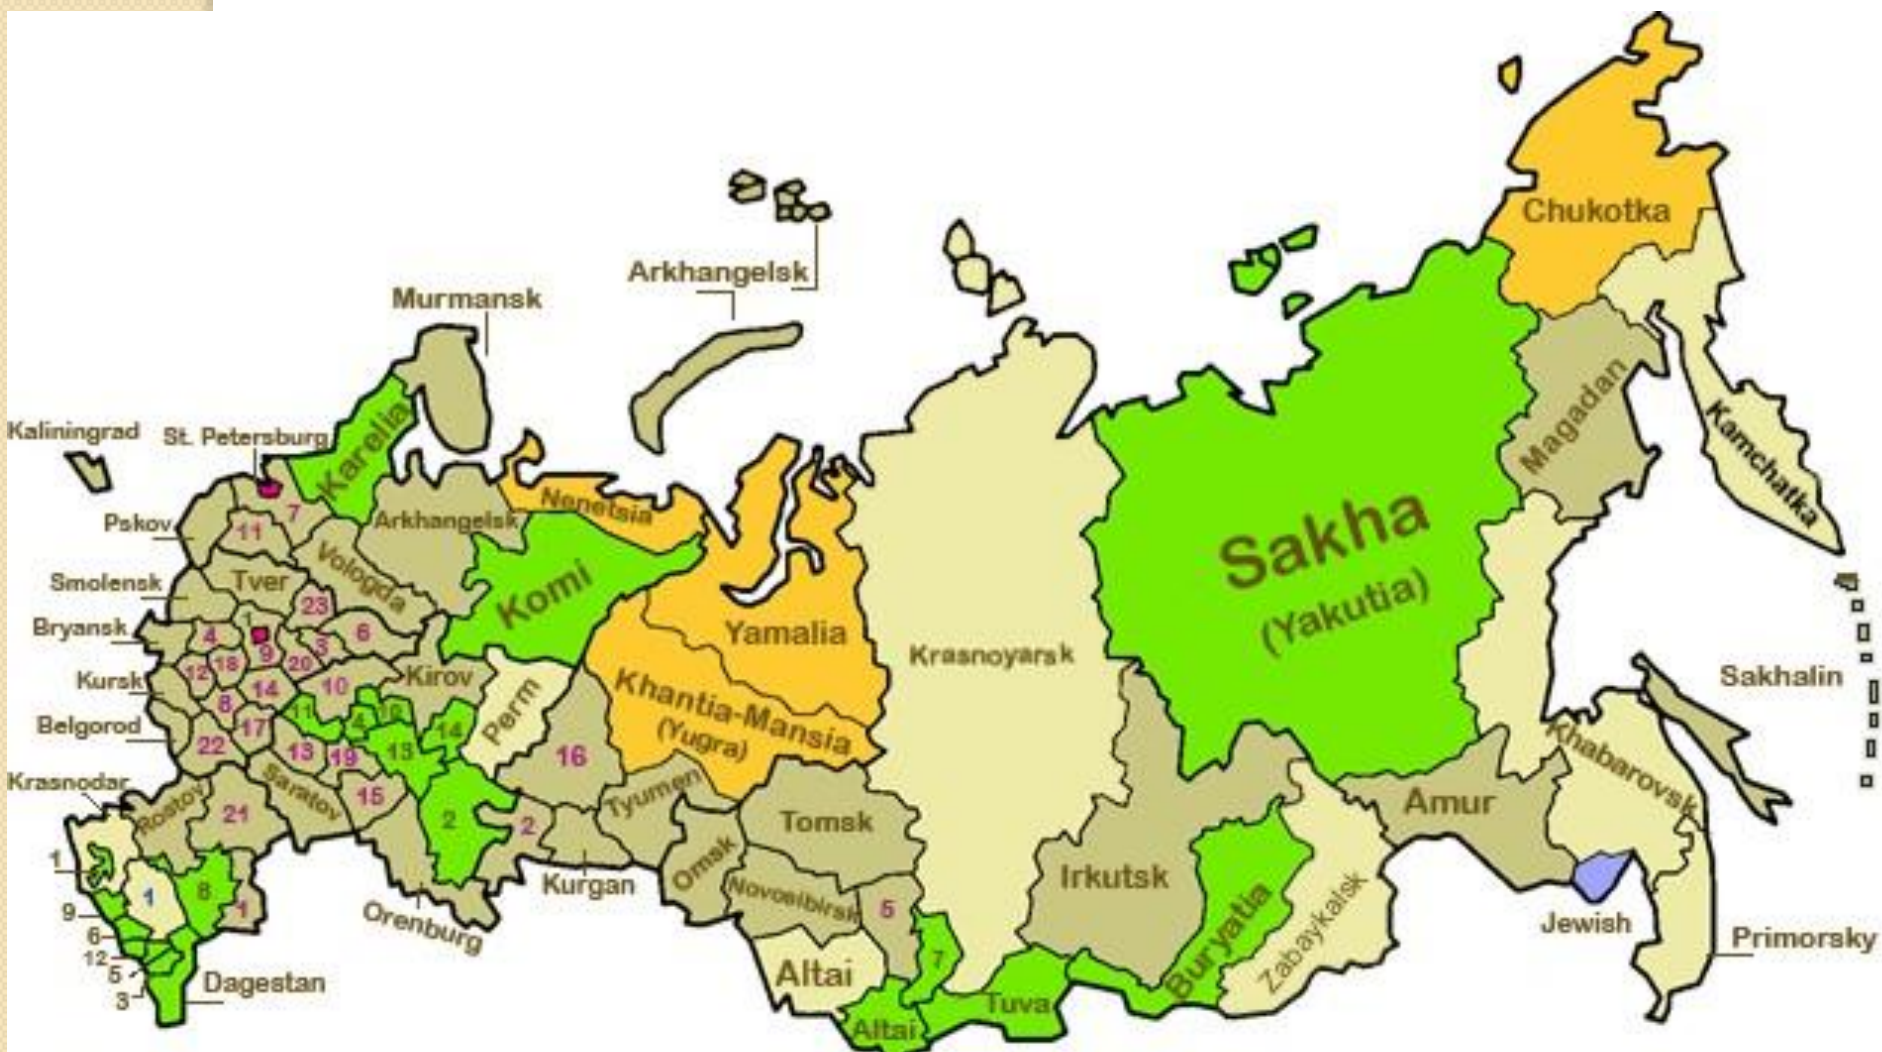 Chukotka
Arkhangelsk
Murmansk
Magadan
Kamchatka
Karelia
Kaliningrad
St. Petersburg
7
Nenetsia
Arkhangelsk
Pskov
11
Sakha
(Yakutia)
Vologda
Komi
Smolensk
Tver
23
Bryansk
4
1
9
3
6
Yamalia
Krasnoyarsk
Kursk
12
18
20
14
10
Kirov
Perm
Khantia-Mansia
(Yugra)
Sakhalin
8
11
4
10
14
Belgorod
22
17
13
19
13
16
Khabarovsk
Krasnodar
Rostov
21
Saratov
15
2
2
Tyumen
Tomsk
Amur
1
1
8
1
Kurgan
Omsk
Novosibirsk
5
Irkutsk
Zabaykalsk
9
Orenburg
Buryatia
Jewish
6
12
5
3
Dagestan
Altai
7
Primorsky
Altai
Tuva